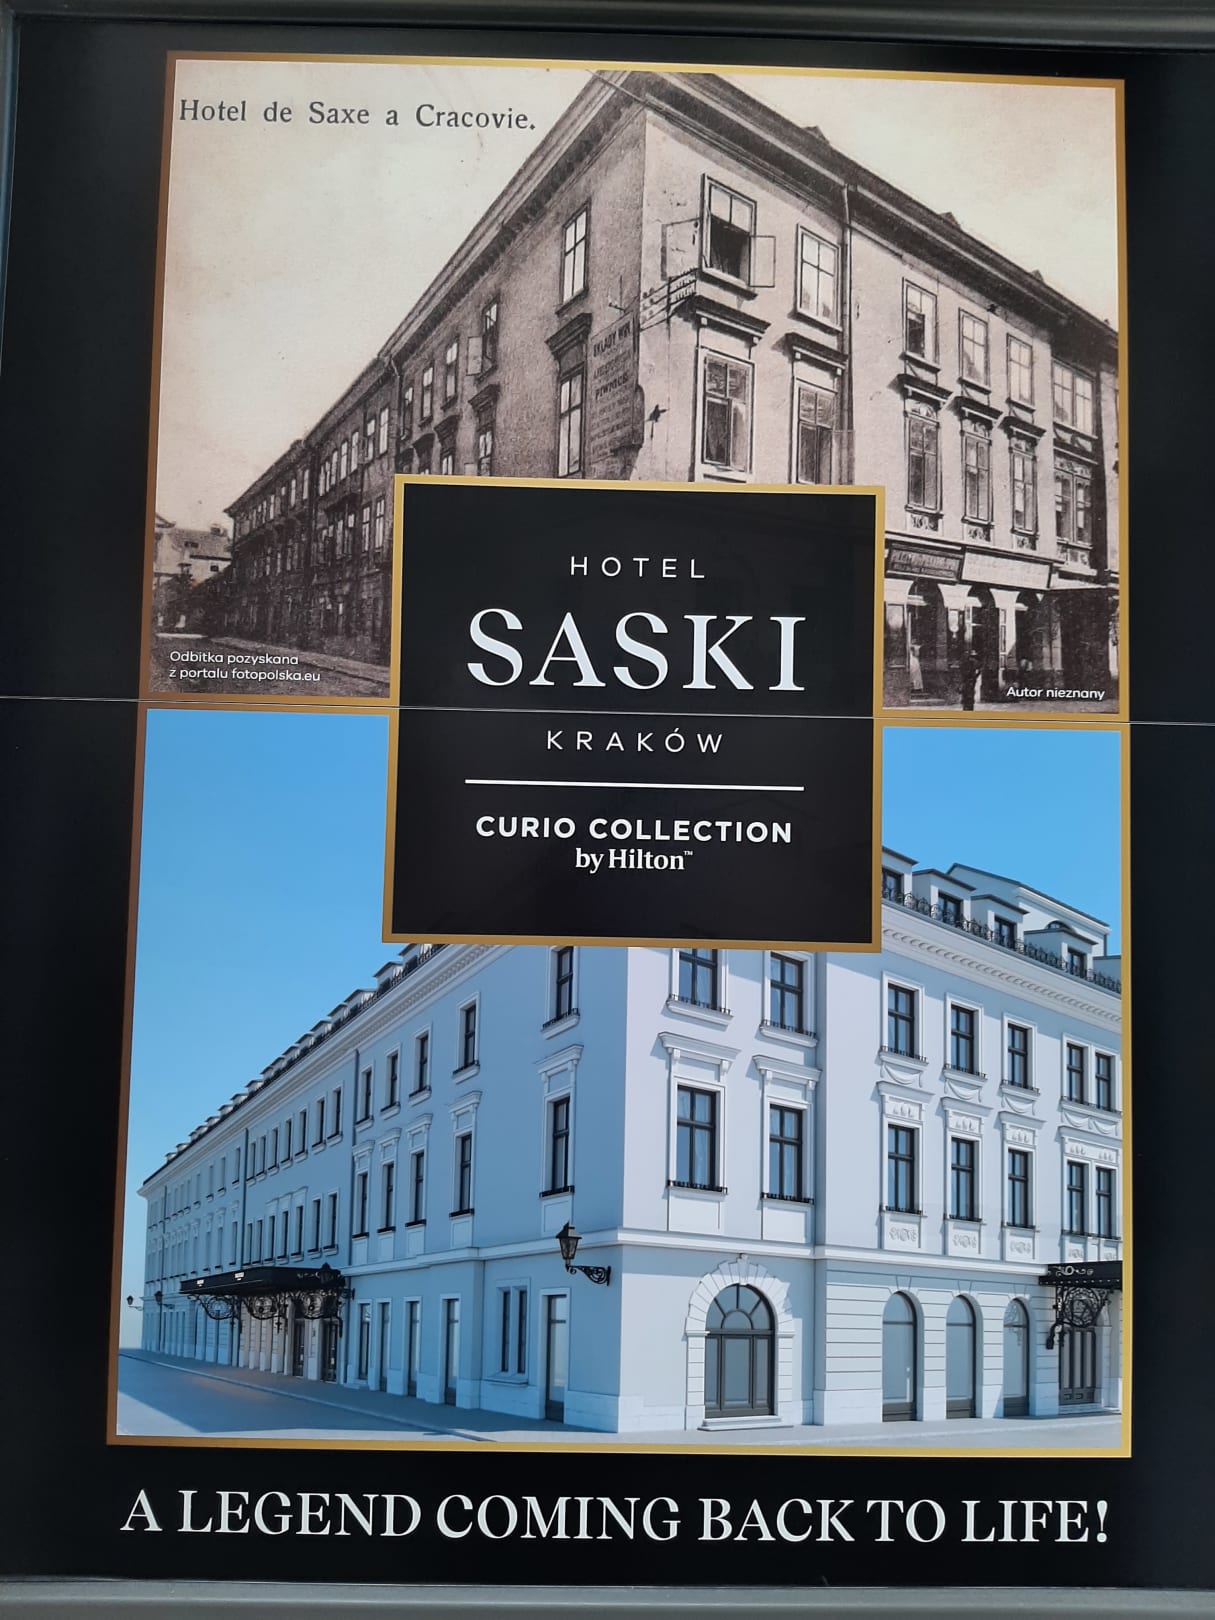 Hotel de Saxe a Cracovie.
PIWNICE
HOTEL
SASKI
Odbitka pozyskana
z portalu fotopolska.eu
Autor nieznany
KRAKÓW
CURIO COLLECTION
by Hilton™
A LEGEND COMING BACK TO LIFE!